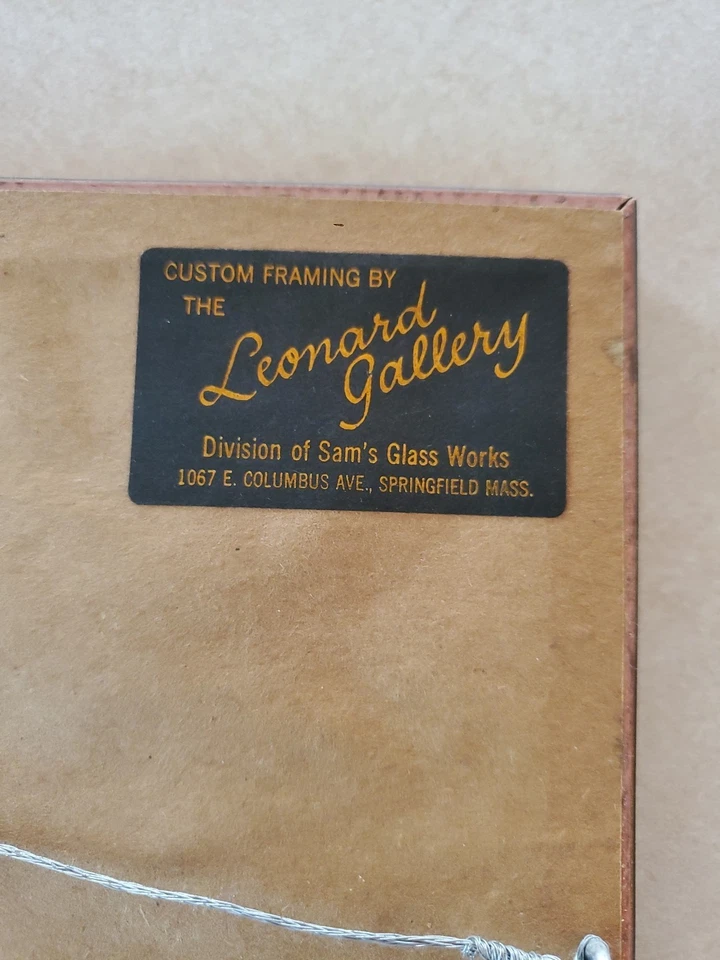 CUSTOM FRAMING BY
THE
Leonard
Gallery
Division of Sam's Glass Works
1067 E. COLUMBUS AVE., SPRINGFIELD MASS.